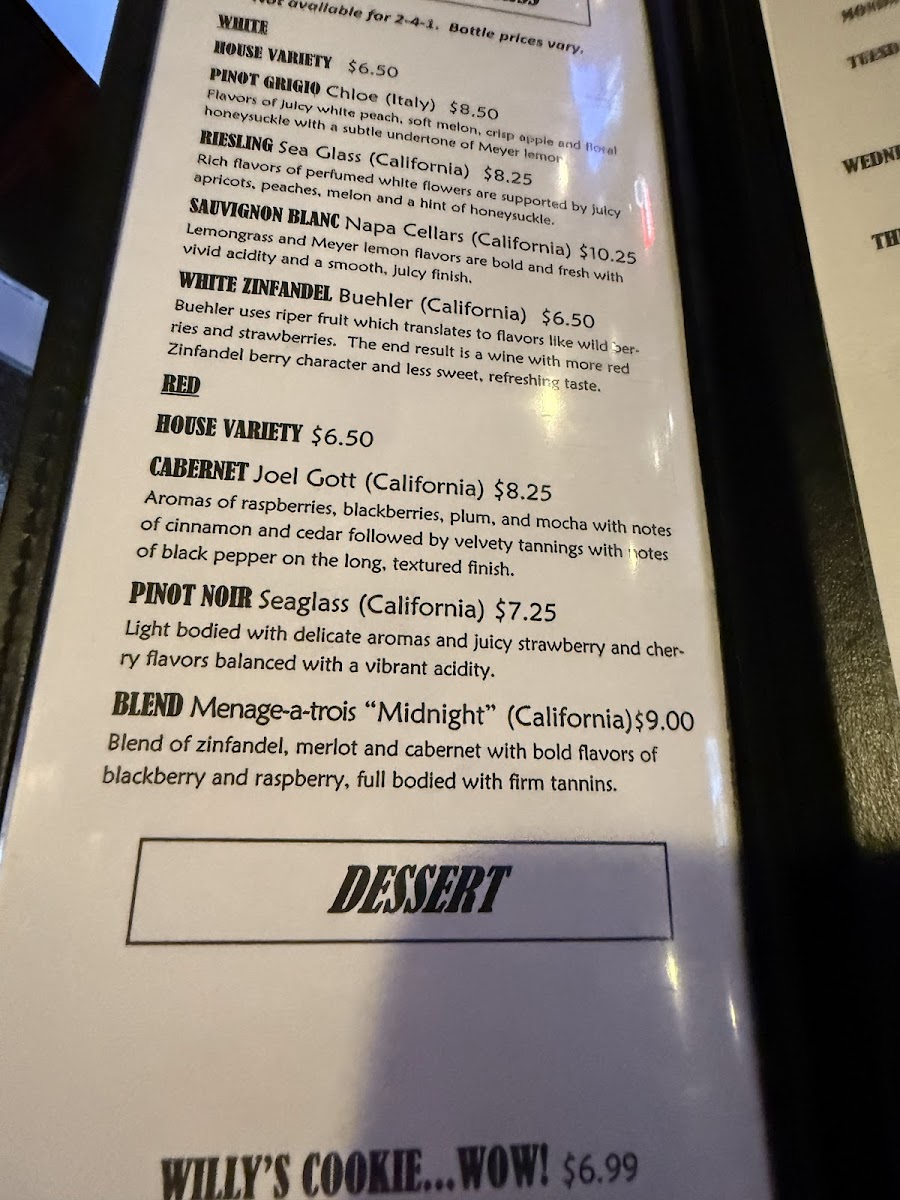 available for 2-4-1. Bottle prices vary.
WHITE
HOUSE VARIETY $6.50
PINOT GRIGIO Chloe (Italy) $8.50
Flavors of juicy white peach, soft melon, crisp apple and floral
honeysuckle with a subtle undertone of Meyer lemon
RIESLING Sea Glass (California) $8.25
Rich flavors of perfumed white flowers are supported by juicy
apricots, peaches, melon and a hint of honeysuckle.
SAUVIGNON BLANC Napa Cellars (California) $10.25
Lemongrass and Meyer lemon flavors are bold and fresh with
vivid acidity and a smooth, juicy finish.
WHITE ZINFANDEL Buehler (California) $6.50
Buehler uses riper fruit which translates to flavors like wild ber-
ries and strawberries. The end result is a wine with more red
Zinfandel berry character and less sweet, refreshing taste.
RED
HOUSE VARIETY $6.50
CABERNET Joel Gott (California) $8.25
Aromas of raspberries, blackberries, plum, and mocha with notes
of cinnamon and cedar followed by velvety tannings with notes
of black pepper on the long, textured finish.
PINOT NOIR Seaglass (California) $7.25
Light bodied with delicate aromas and juicy strawberry and cher-
ry flavors balanced with a vibrant acidity.
BLEND Menage-a-trois “Midnight” (California)$9.00
Blend of zinfandel, merlot and cabernet with bold flavors of
blackberry and raspberry, full bodied with firm tannins.
DESSERT
WILLY'S COOKIE...WOW! $6.99